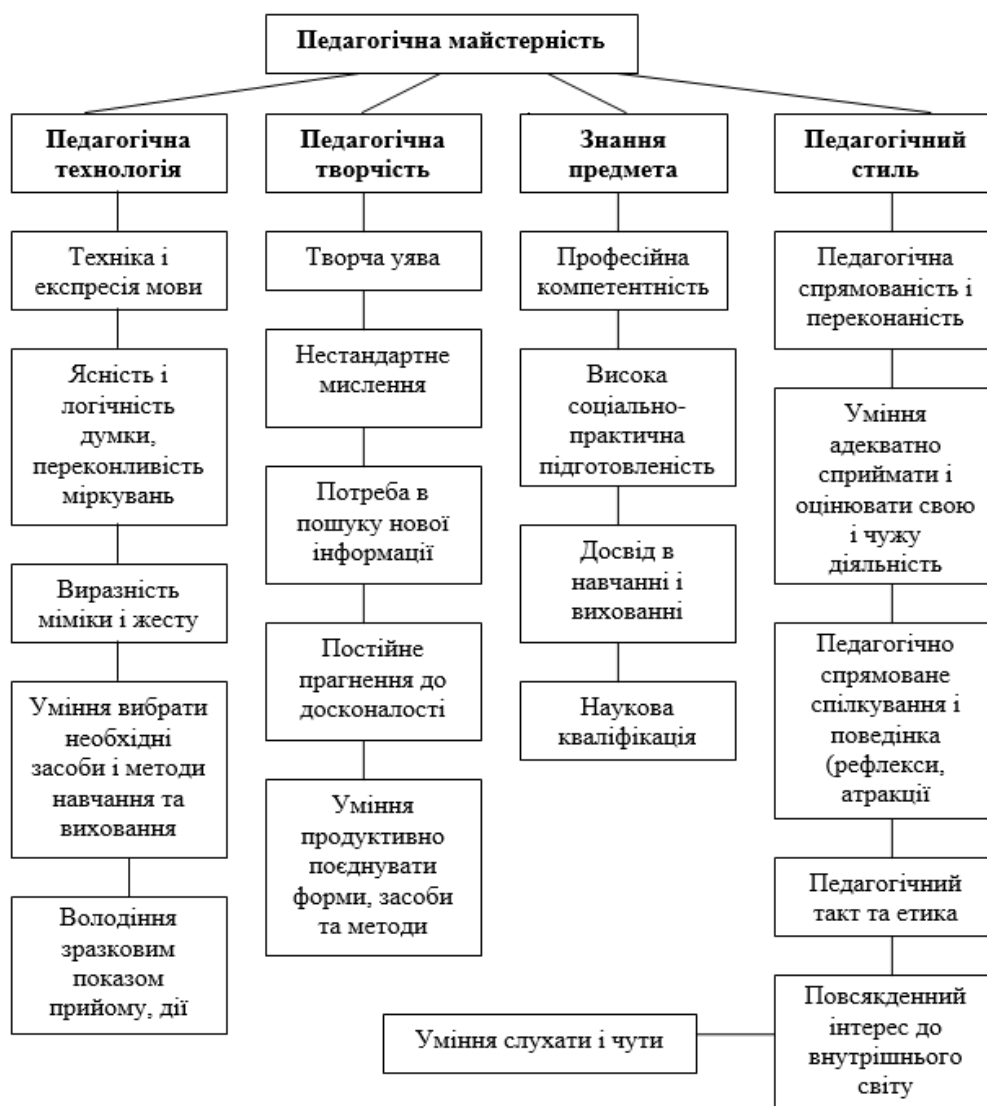 Педагогічна майстерність
Педагогічна
технологія
Техніка і
експресія мови
Ясність і
логічність
думки,
переконливість
міркувань
Виразність
міміки і жесту
Уміння вибрати
необхідні
засоби і методи
навчання та
виховання
Володіння
зразковим
показом
прийому, дії
Педагогічна
творчість
Творча уява
Нестандартне
мислення
Потреба в
пошуку нової
інформації
Постійне
прагнення до
досконалості
Уміння
продуктивно
поєднувати
форми, засоби
та методи
Знання
предмета
Професійна
компетентність
Висока
соціально-
практична
підготовленість
Досвід в
навчанні і
вихованні
Наукова
кваліфікація
Педагогічний
стиль
Педагогічна
спрямованість і
переконаність
Уміння
адекватно
сприймати і
оцінювати свою
і чужу
діяльність
Педагогічно
спрямоване
спілкування і
поведінка
(рефлекси,
атракції
Педагогічний
такт та етика
Повсякденний
інтерес до
внутрішнього
світу
Уміння слухати і чути